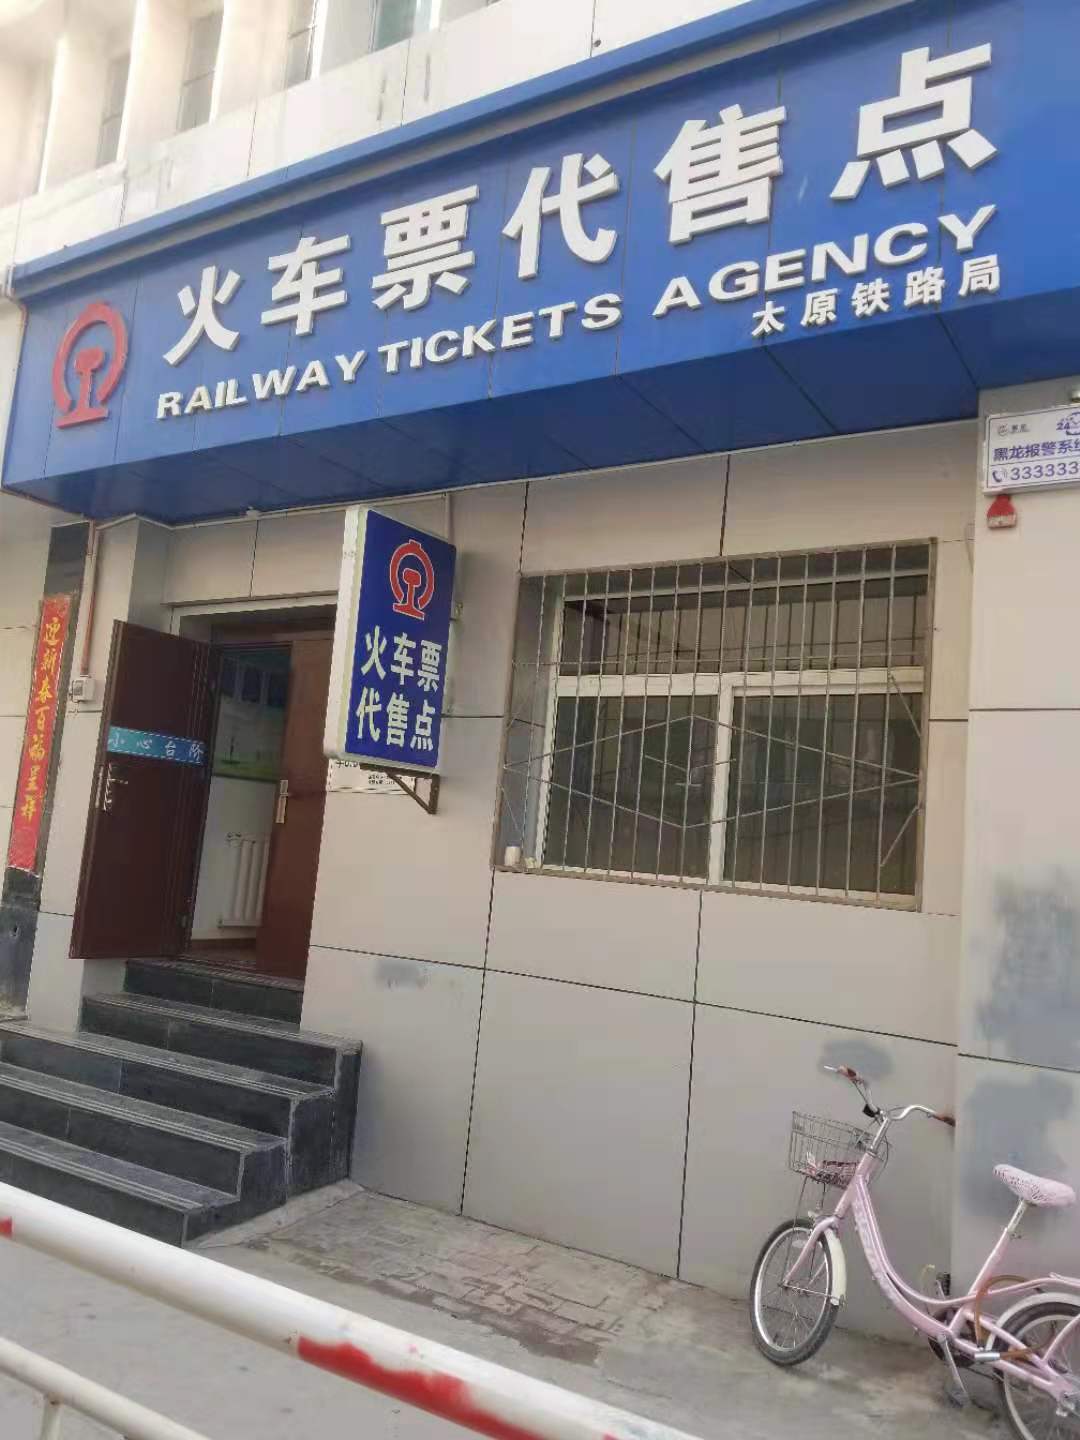 火车票代售点
RAILWAY TICKETS AGENCY
太原铁路局
黑龙报警系统
333333
火车票
代售点
迎新春百福呈祥
小心台阶